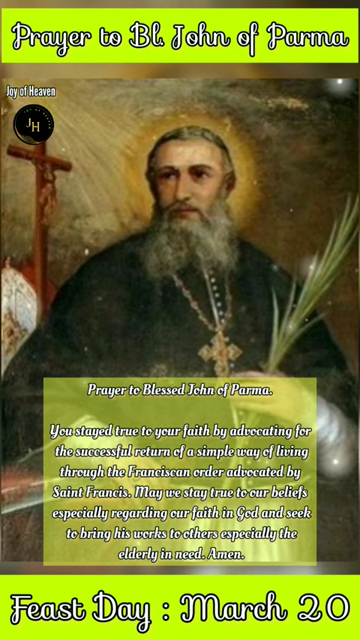 Prayer to Bl. John of Parma
Joy of Heaven
JH
Prayer to Blessed John of Parma.
You stayed true to your faith by advocating for
the successful return of a simple way of living
through the Franciscan order advocated by
Saint Francis. May we stay true to our beliefs
especially regarding our faith in God and seek
to bring his works to others especially the
elderly in need. Amen.
Feast Day : March 20